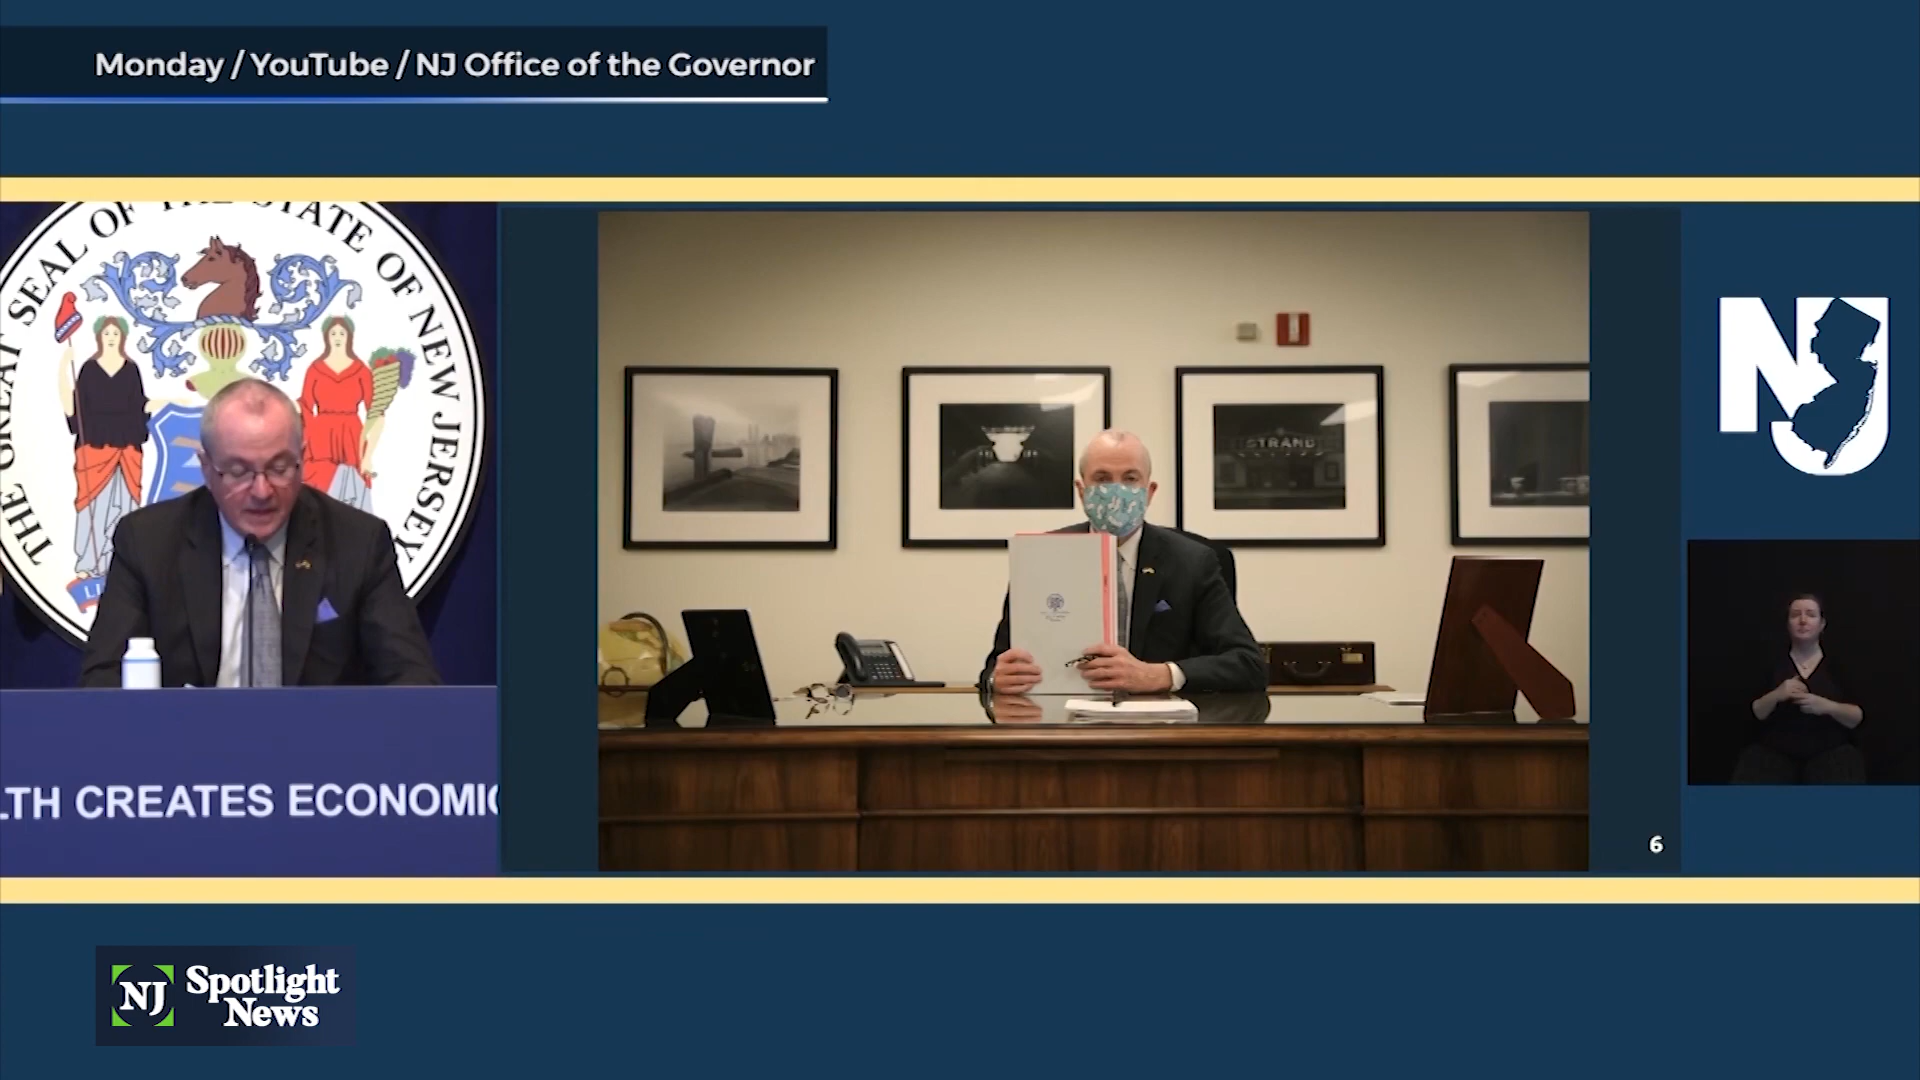 Monday / YouTube / NJ Office of the Governor
THE GREAT SEAL OF THE STATE OF NEW JERSEY
STRAND
NJ
LTH CREATES ECONOMIC
6
NJ Spotlight
News